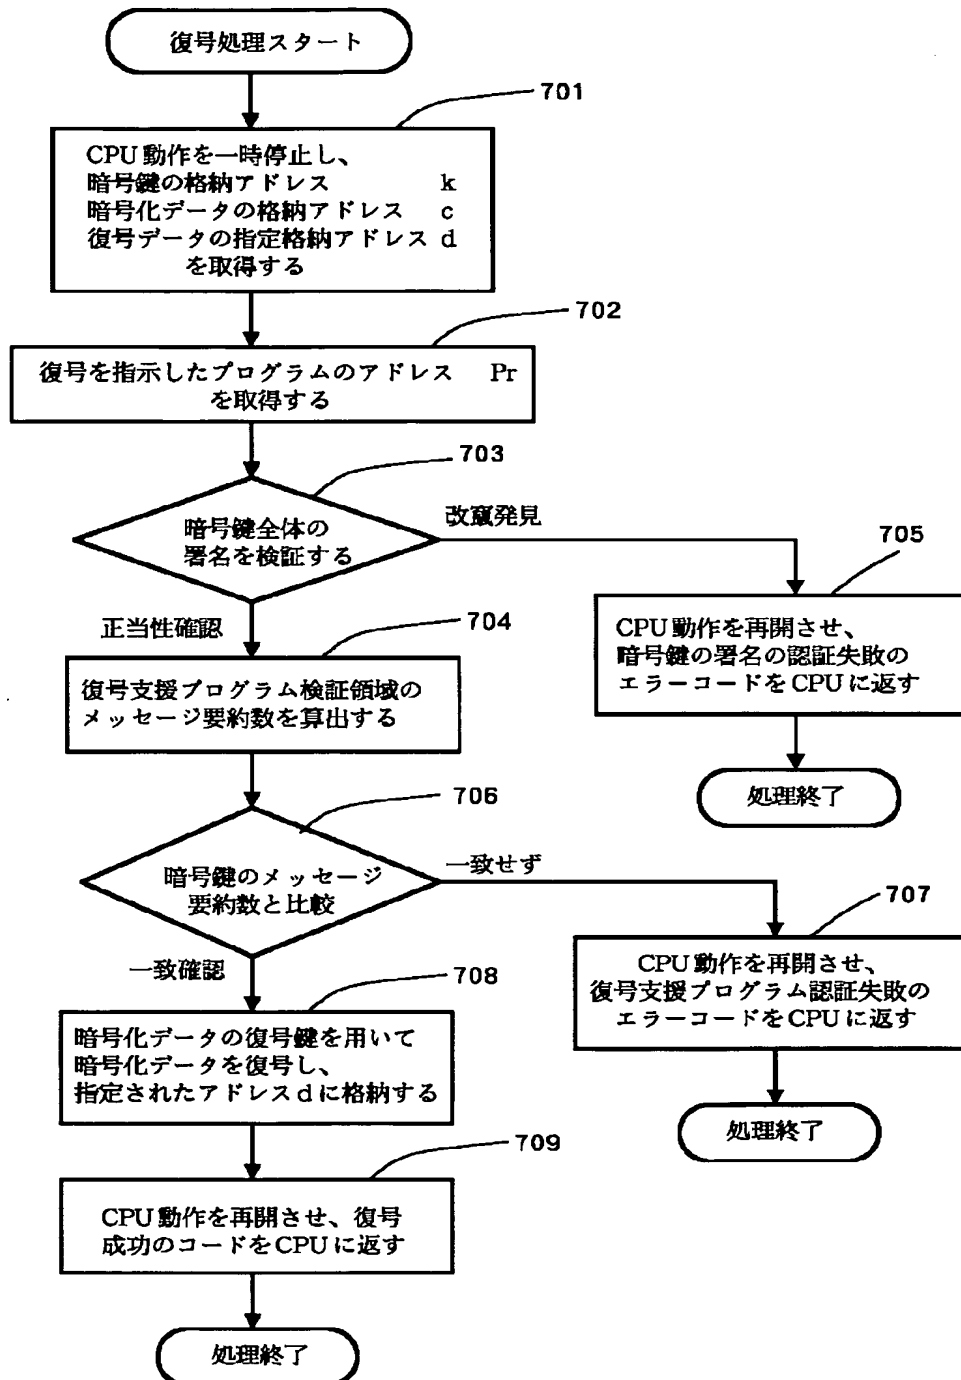 復号処理スタート
701
CPU動作を一時停止し、
暗号鍵の格納アドレス k
暗号化データの格納アドレス c
復号データの指定格納アドレス d
を取得する
702
復号を指示したプログラムのアドレス Pr
を取得する
703
暗号鍵全体の
署名を検証する
改竄発見
705
CPU動作を再開させ、
暗号鍵の署名の認証失敗の
エラーコードをCPUに返す
処理終了
正当性確認
704
復号支援プログラム検証領域の
メッセージ要約数を算出する
706
暗号鍵のメッセージ
要約数と比較
一致せず
707
CPU動作を再開させ、
復号支援プログラム認証失敗の
エラーコードをCPUに返す
処理終了
一致確認
708
暗号化データの復号鍵を用いて
暗号化データを復号し、
指定されたアドレスdに格納する
709
CPU動作を再開させ、復号
成功のコードをCPUに返す
処理終了